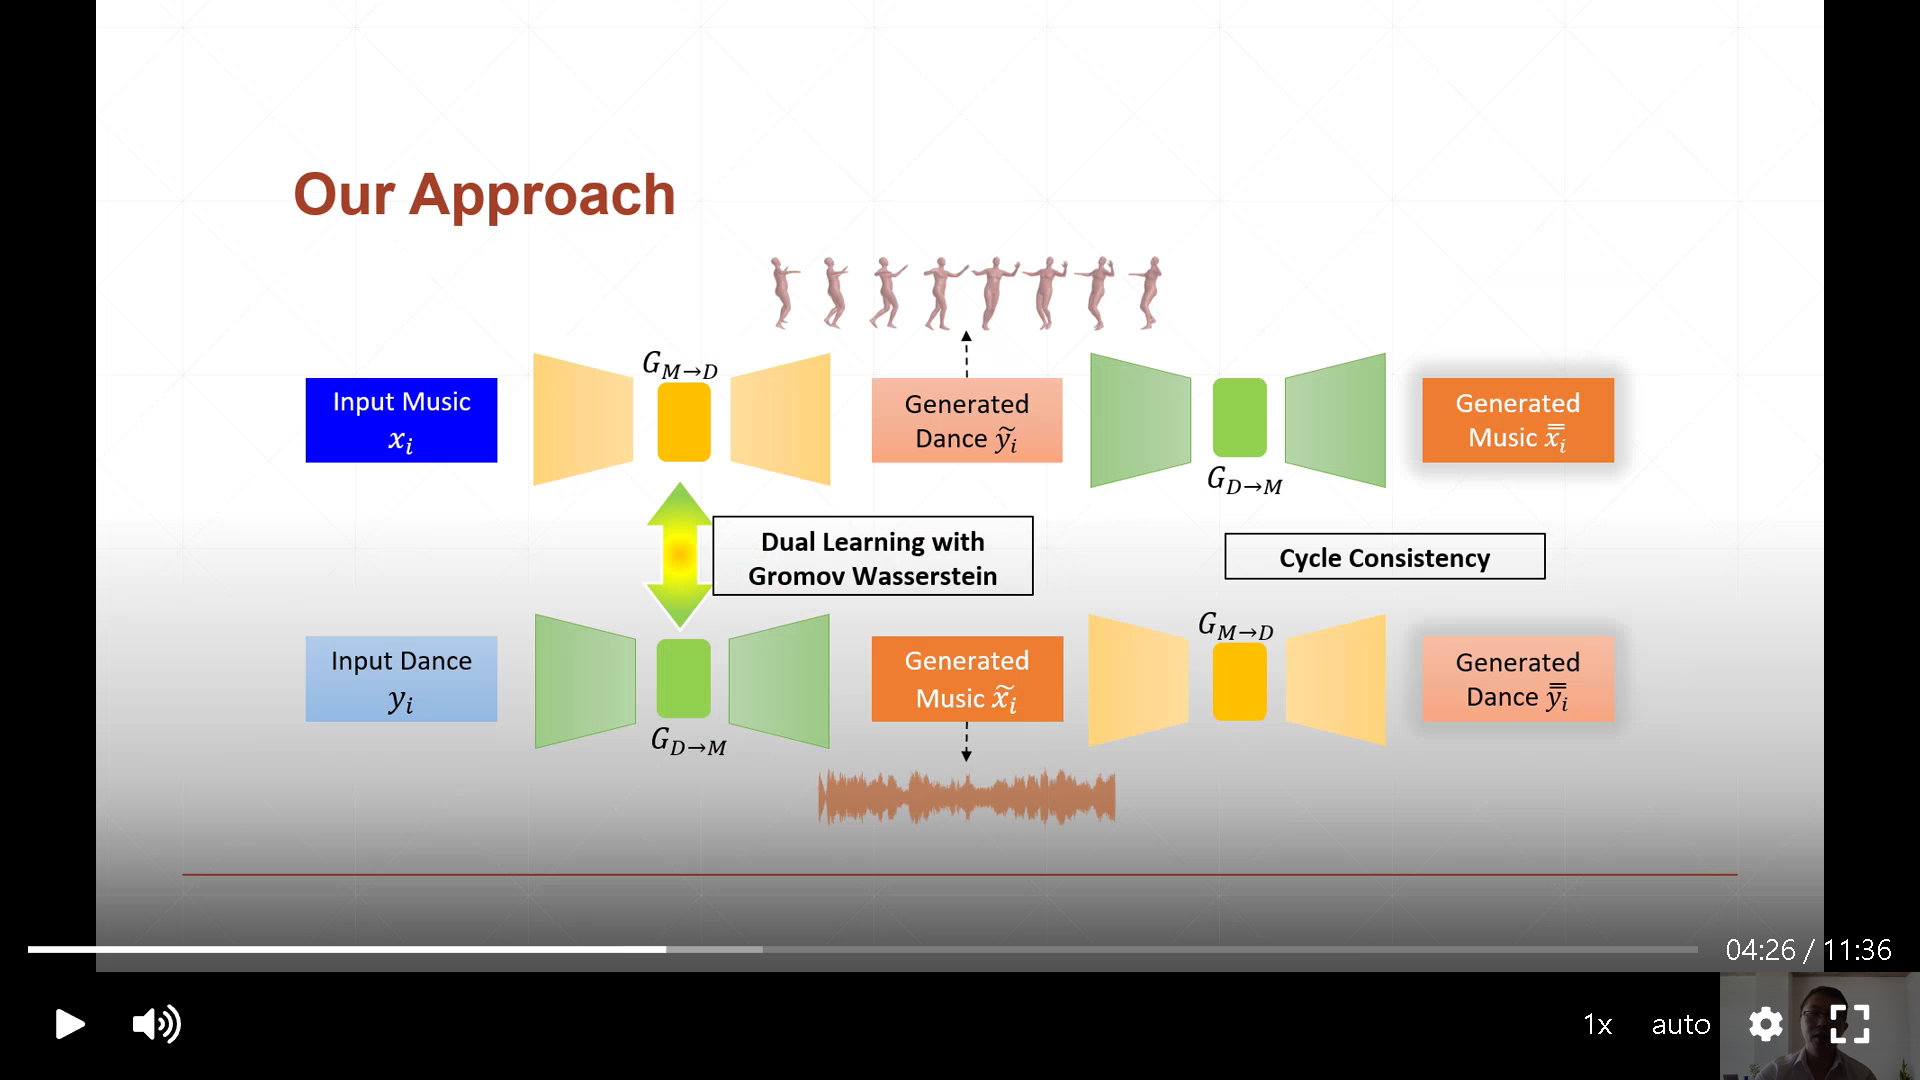 Our Approach
G_{M→D}
Input Music
x_i
Generated
Dance ỹ_i
Generated
Music x̿_i
G_{D→M}
Dual Learning with
Gromov Wasserstein
Cycle Consistency
G_{M→D}
Input Dance
y_i
Generated
Music x̃_i
Generated
Dance y̿_i
G_{D→M}
04:26 / 11:36
1x auto